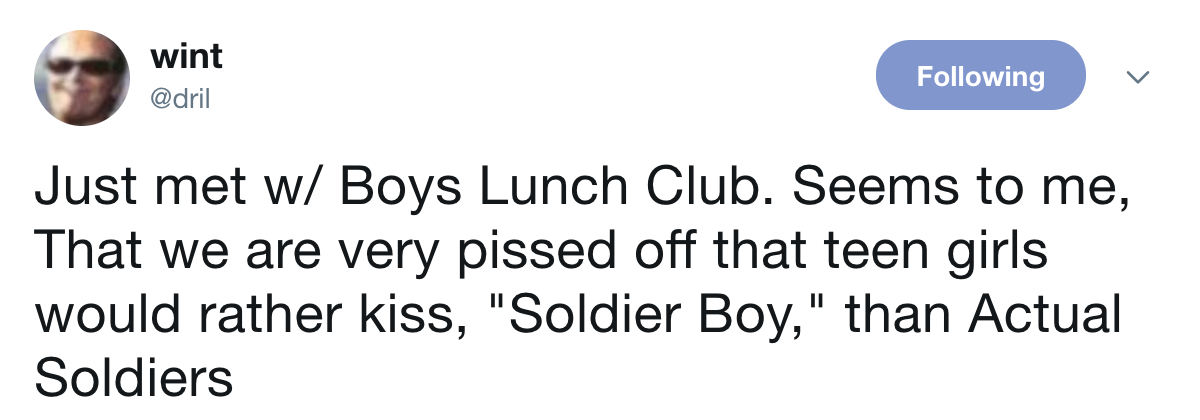 wint
@dril
Following
Just met w/ Boys Lunch Club. Seems to me,
That we are very pissed off that teen girls
would rather kiss, "Soldier Boy," than Actual
Soldiers